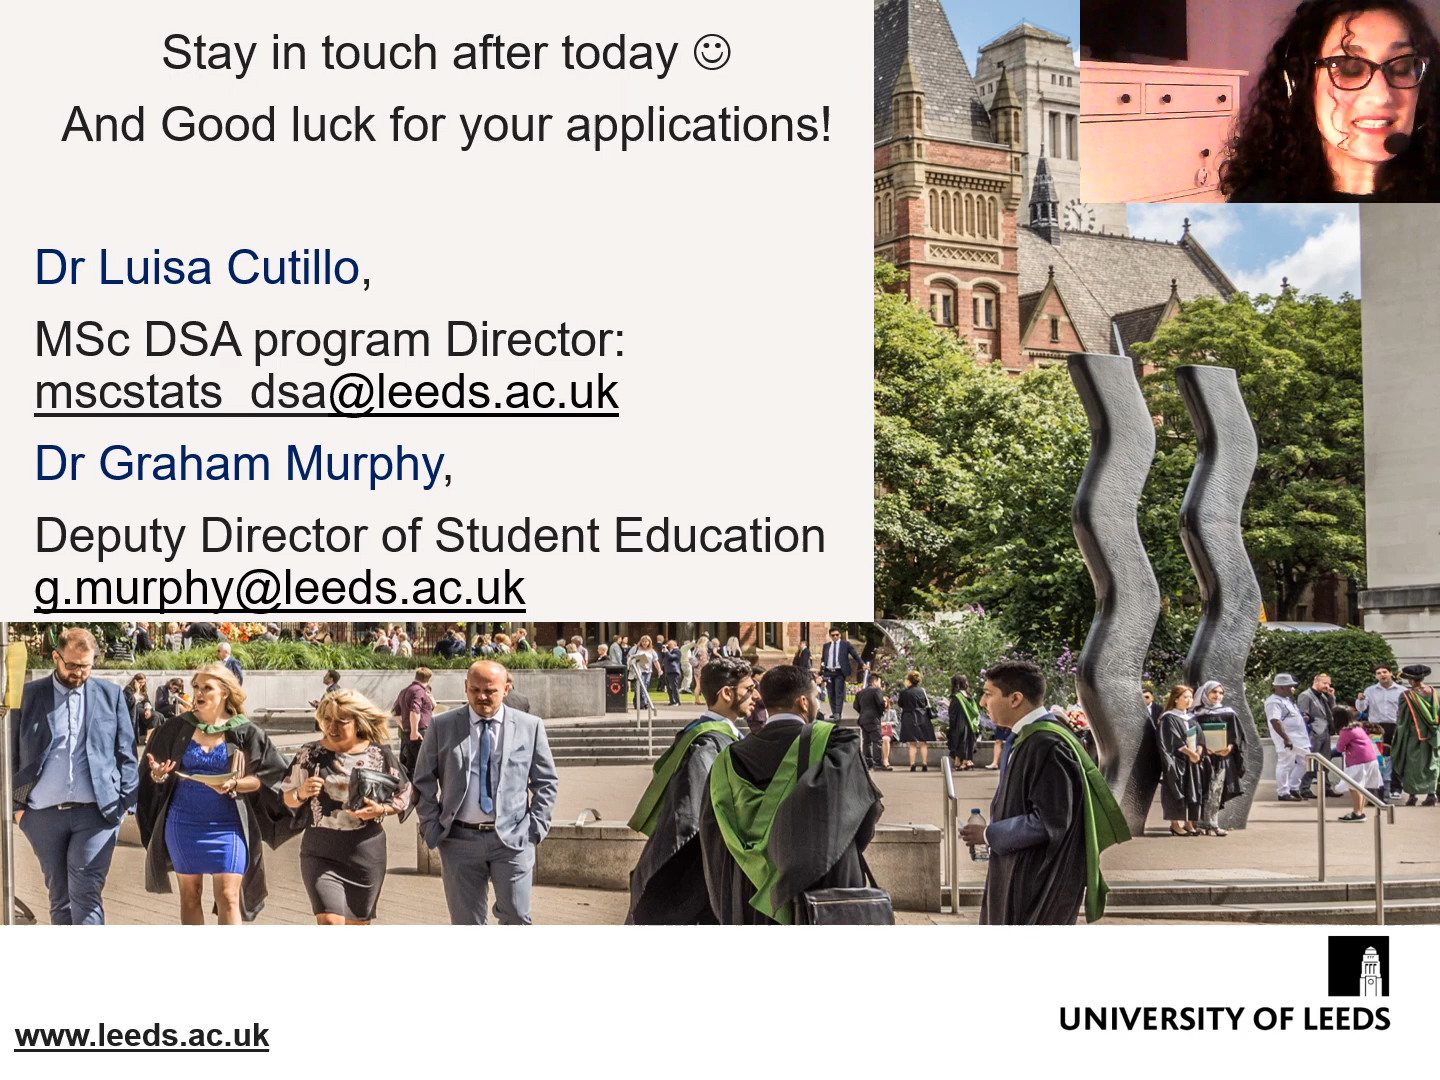 Stay in touch after today ☺
And Good luck for your applications!
Dr Luisa Cutillo,
MSc DSA program Director:
mscstats_dsa@leeds.ac.uk
Dr Graham Murphy,
Deputy Director of Student Education
g.murphy@leeds.ac.uk
www.leeds.ac.uk
UNIVERSITY OF LEEDS